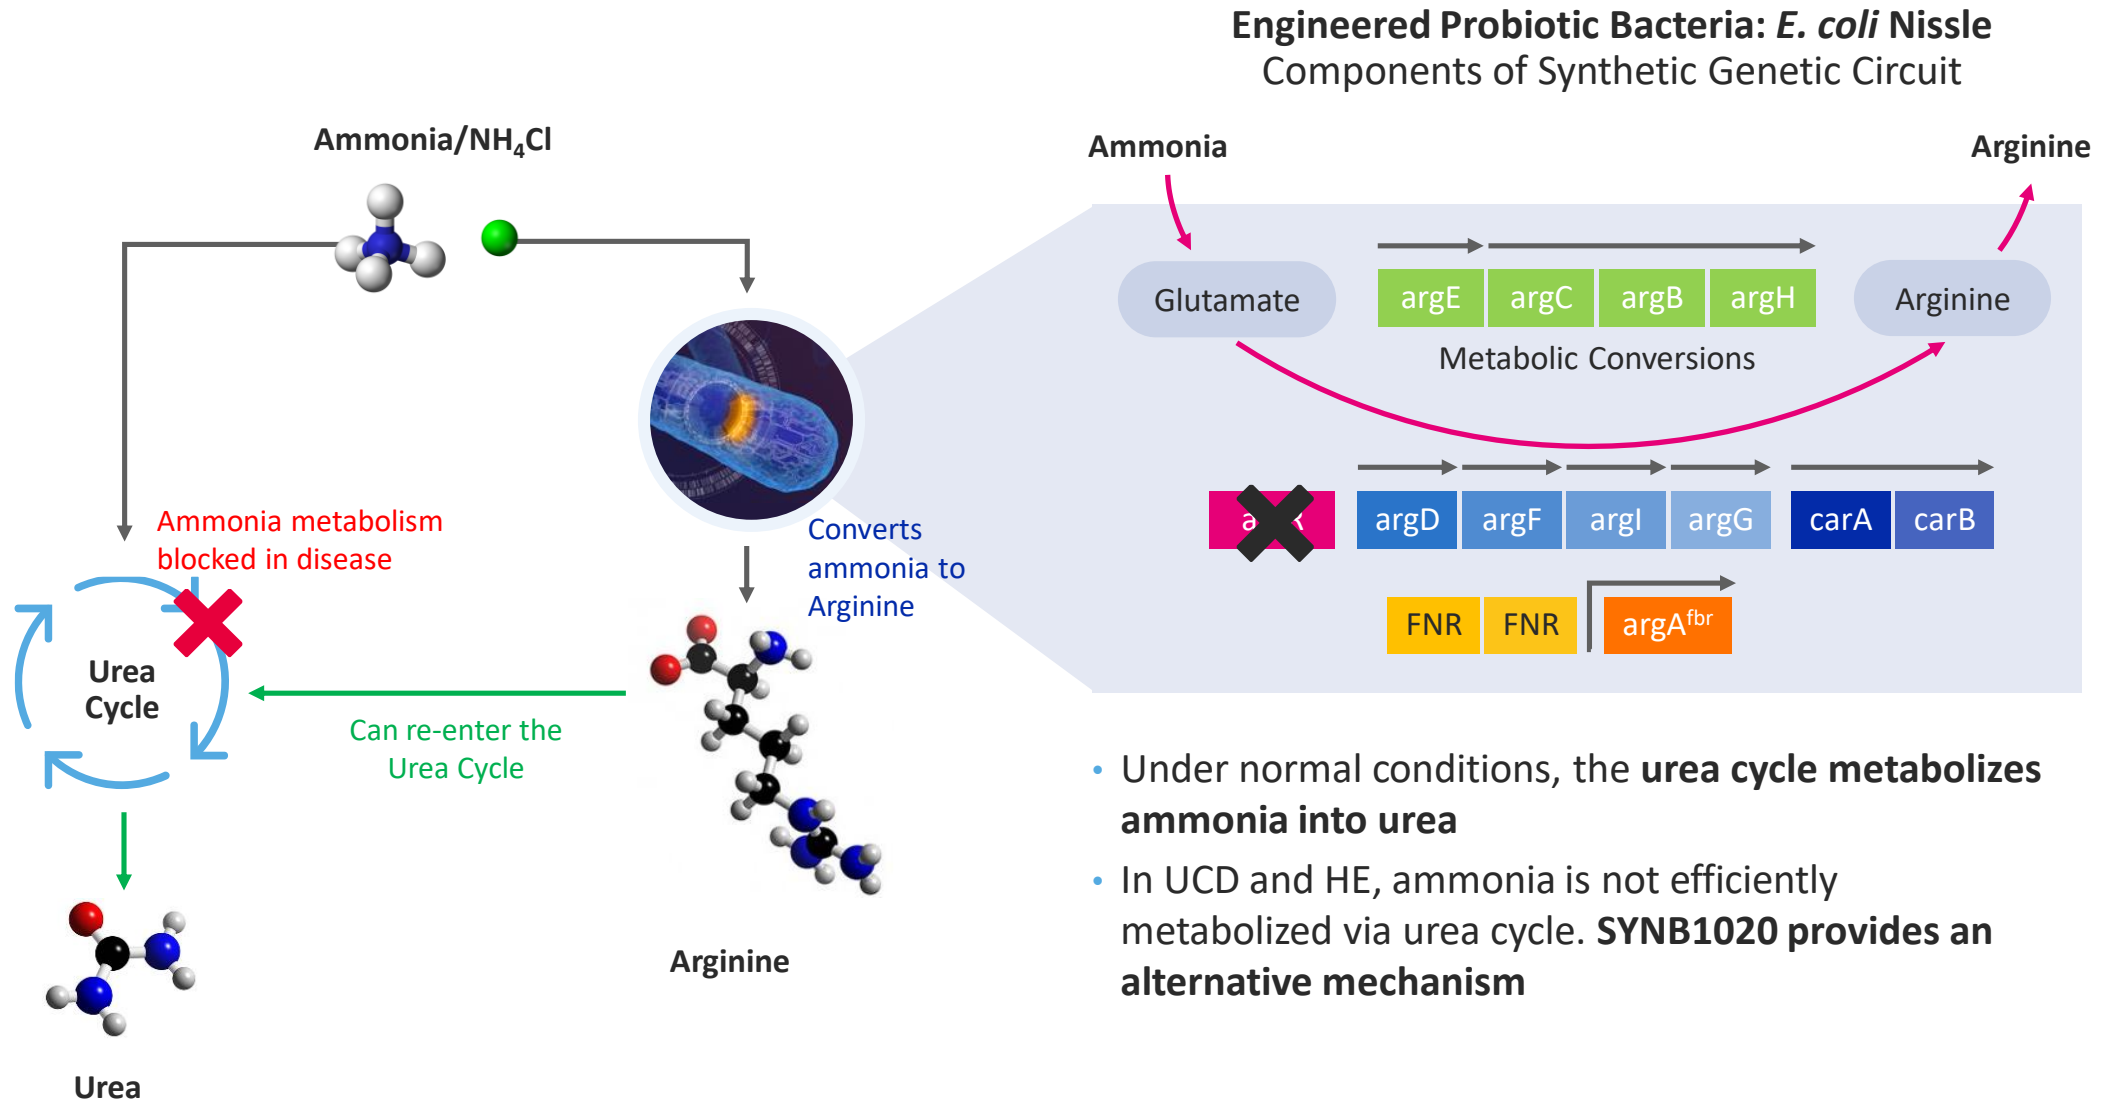 Engineered Probiotic Bacteria: E. coli Nissle
Components of Synthetic Genetic Circuit
Ammonia/NH₄Cl
Ammonia metabolism
blocked in disease
Urea
Cycle
Can re-enter the
Urea Cycle
Converts
ammonia to
Arginine
Arginine
Urea
Ammonia
Arginine
Glutamate
argE argC argB argH
Arginine
Metabolic Conversions
argD argF argI argG carA carB
FNR FNR argAᶠᵇʳ
• Under normal conditions, the urea cycle metabolizes
ammonia into urea
• In UCD and HE, ammonia is not efficiently
metabolized via urea cycle. SYNB1020 provides an
alternative mechanism